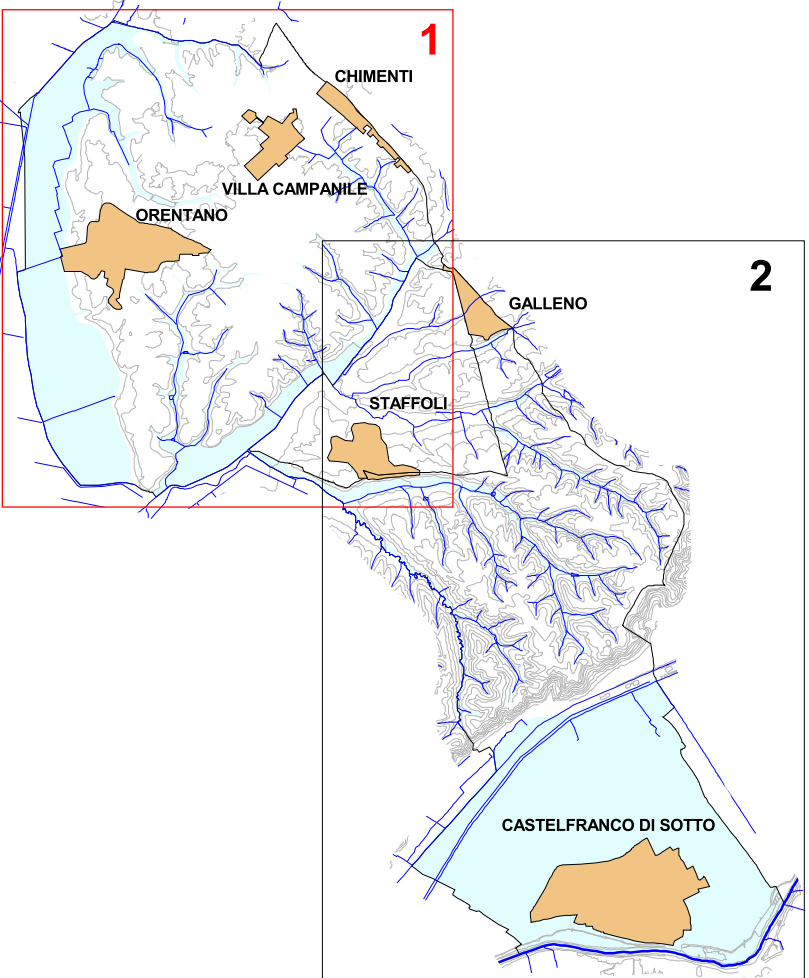 1
CHIMENTI
VILLA CAMPANILE
ORENTANO
2
GALLENO
STAFFOLI
CASTELFRANCO DI SOTTO